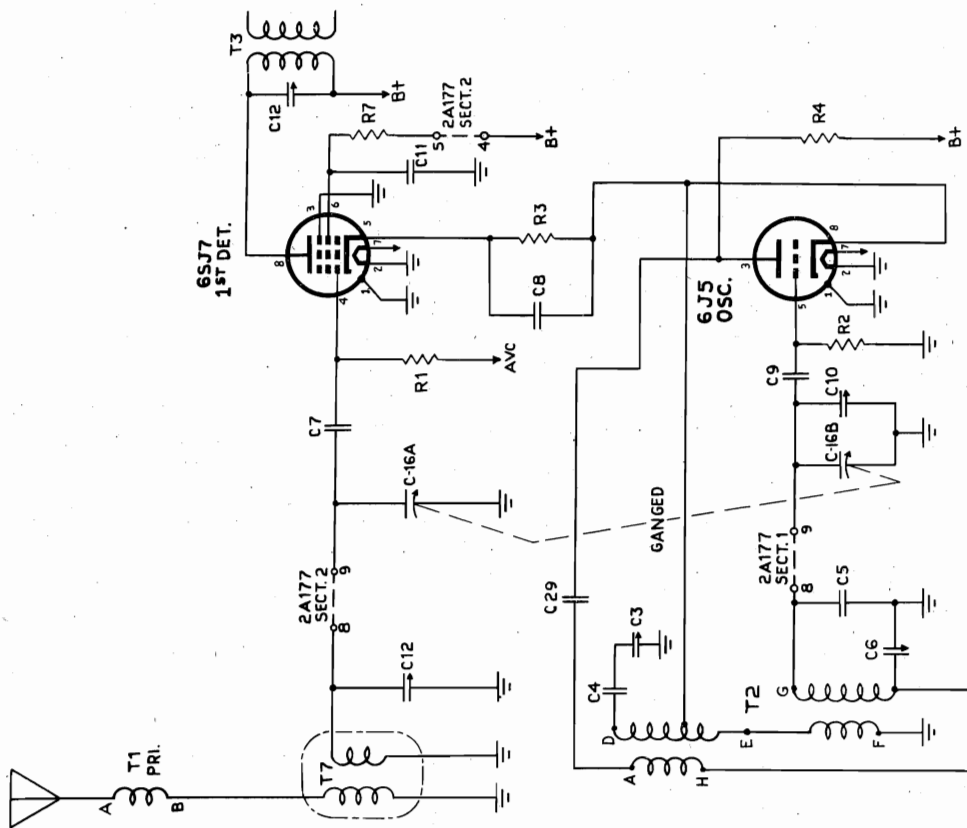 T3
C12
B+
R7
2A177
SECT. 2
5
4
B+
C11
6SJ7
1ST DET.
8
3
6
5
7
2
1
4
R3
C8
R4
B+
3
6J5
OSC.
8
7
2
1
5
R2
C9
C10
C-16B
R1
AVC
C7
C-16A
GANGED
2A177
SECT. 2
8
9
2A177
SECT. 1
8
9
C29
C12
C3
C4
C5
C6
T1
PRI.
A
B
T7
D
A
H
E
F
G
T2